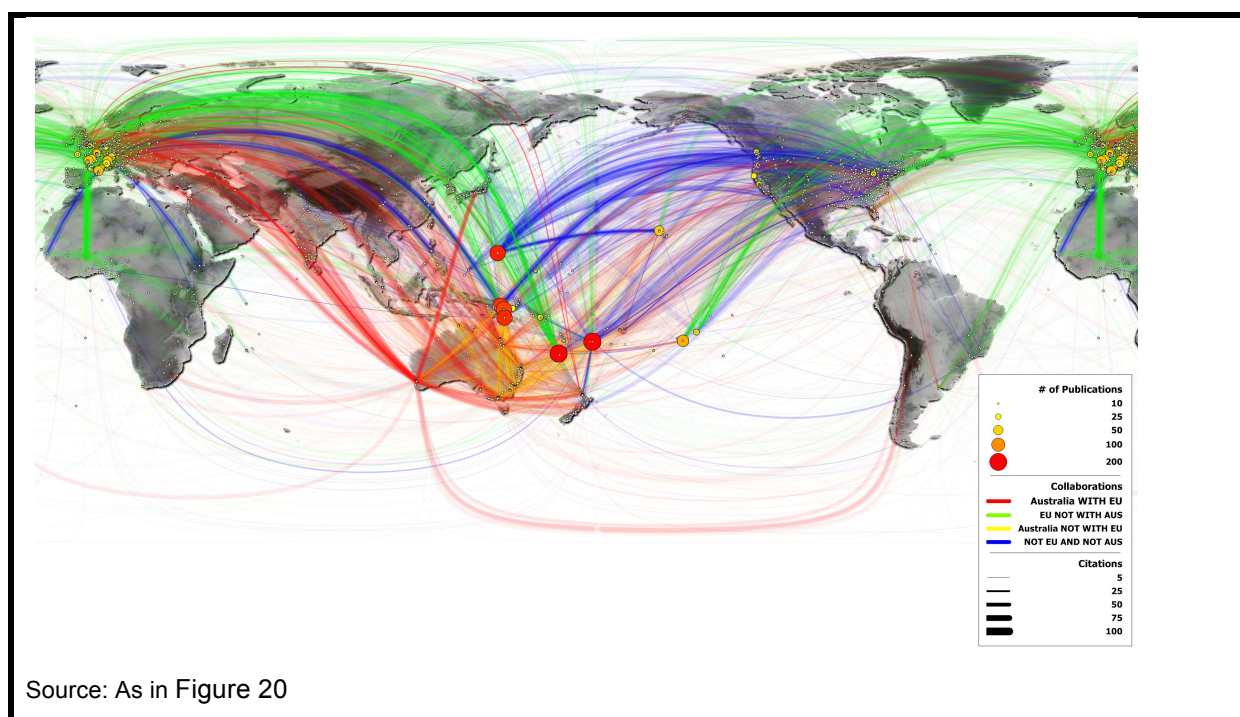 # of Publications
10
25
50
100
200
Collaborations
Australia WITH EU
EU NOT WITH AUS
Australia NOT WITH EU
NOT EU AND NOT AUS
Citations
5
25
50
75
100
Source: As in Figure 20